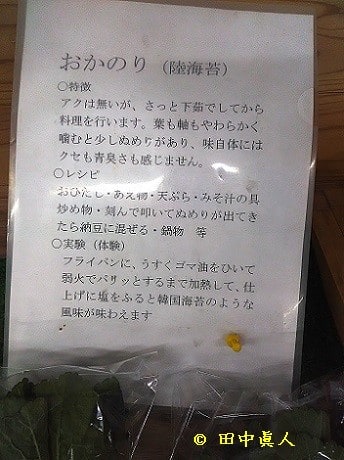 おかのり（陸海苔）
○特徴
アクは無いが、さっと下茹でしてから
料理を行います。葉も軸もやわらかく
噛むと少しぬめりがあり、味自体には
クセも青臭さも感じません。
○レシピ
おひたし・あえ物・天ぷら・みそ汁の具
炒め物・刻んで叩いてぬめりが出てき
たら納豆に混ぜる・鍋物　等
○実験（体験）
フライパンに、うすくゴマ油をひいて
弱火でパリッとするまで加熱して、仕
上げに塩をふると韓国海苔のような
風味が味わえます
© 田中眞人